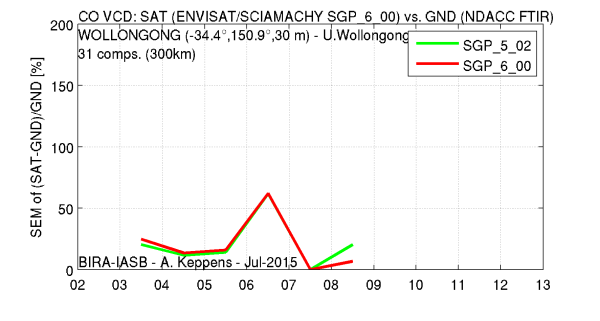 CO VCD: SAT (ENVISAT/SCIAMACHY SGP_6_00) vs. GND (NDACC FTIR)
WOLLONGONG (-34.4°,150.9°,30 m) - U.Wollongong
31 comps. (300km)
SGP_5_02
SGP_6_00
SEM of (SAT-GND)/GND [%]
200
150
100
50
0
BIRA-IASB - A. Keppens - Jul-2015
02 03 04 05 06 07 08 09 10 11 12 13